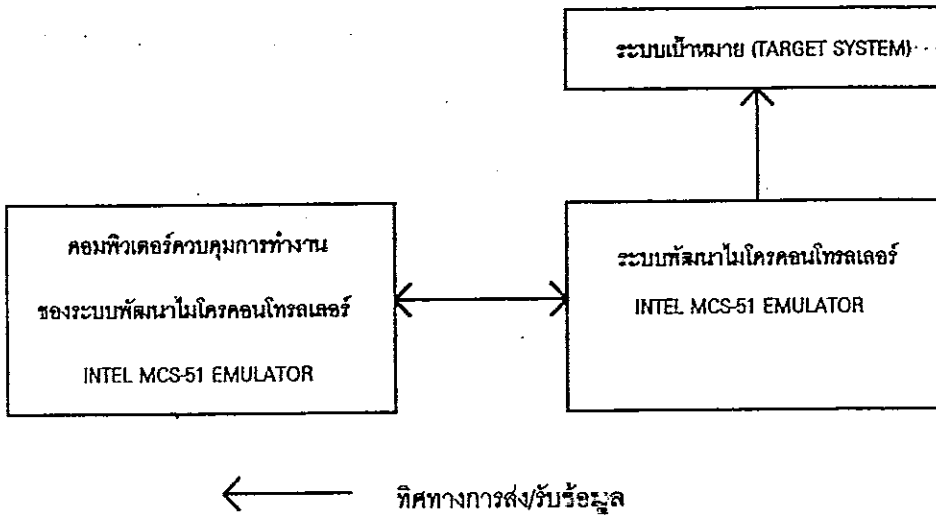 ระบบเป้าหมาย (TARGET SYSTEM)
คอมพิวเตอร์ควบคุมการทำงาน
ของระบบพัฒนาไมโครคอนโทรลเลอร์
INTEL MCS-51 EMULATOR
ระบบพัฒนาไมโครคอนโทรลเลอร์
INTEL MCS-51 EMULATOR
ทิศทางการส่ง/รับข้อมูล